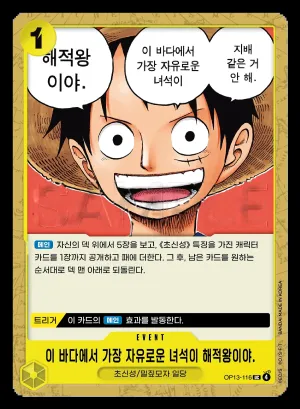 1
해적왕
이야.
이 바다에서
가장 자유로운
녀석이
지배
같은 거
안 해.
SAMPLE
메인 자신의 덱 위에서 5장을 보고, 《초신성》 특징을 가진 캐릭터
카드를 1장까지 공개하고 패에 더한다. 그 후, 남은 카드를 원하는
순서대로 덱 맨 아래로 되돌린다.
트리거 이 카드의 메인 효과를 발동한다.
EVENT
이 바다에서 가장 자유로운 녀석이 해적왕이야.
초신성/밀짚모자 일당
OP13-116